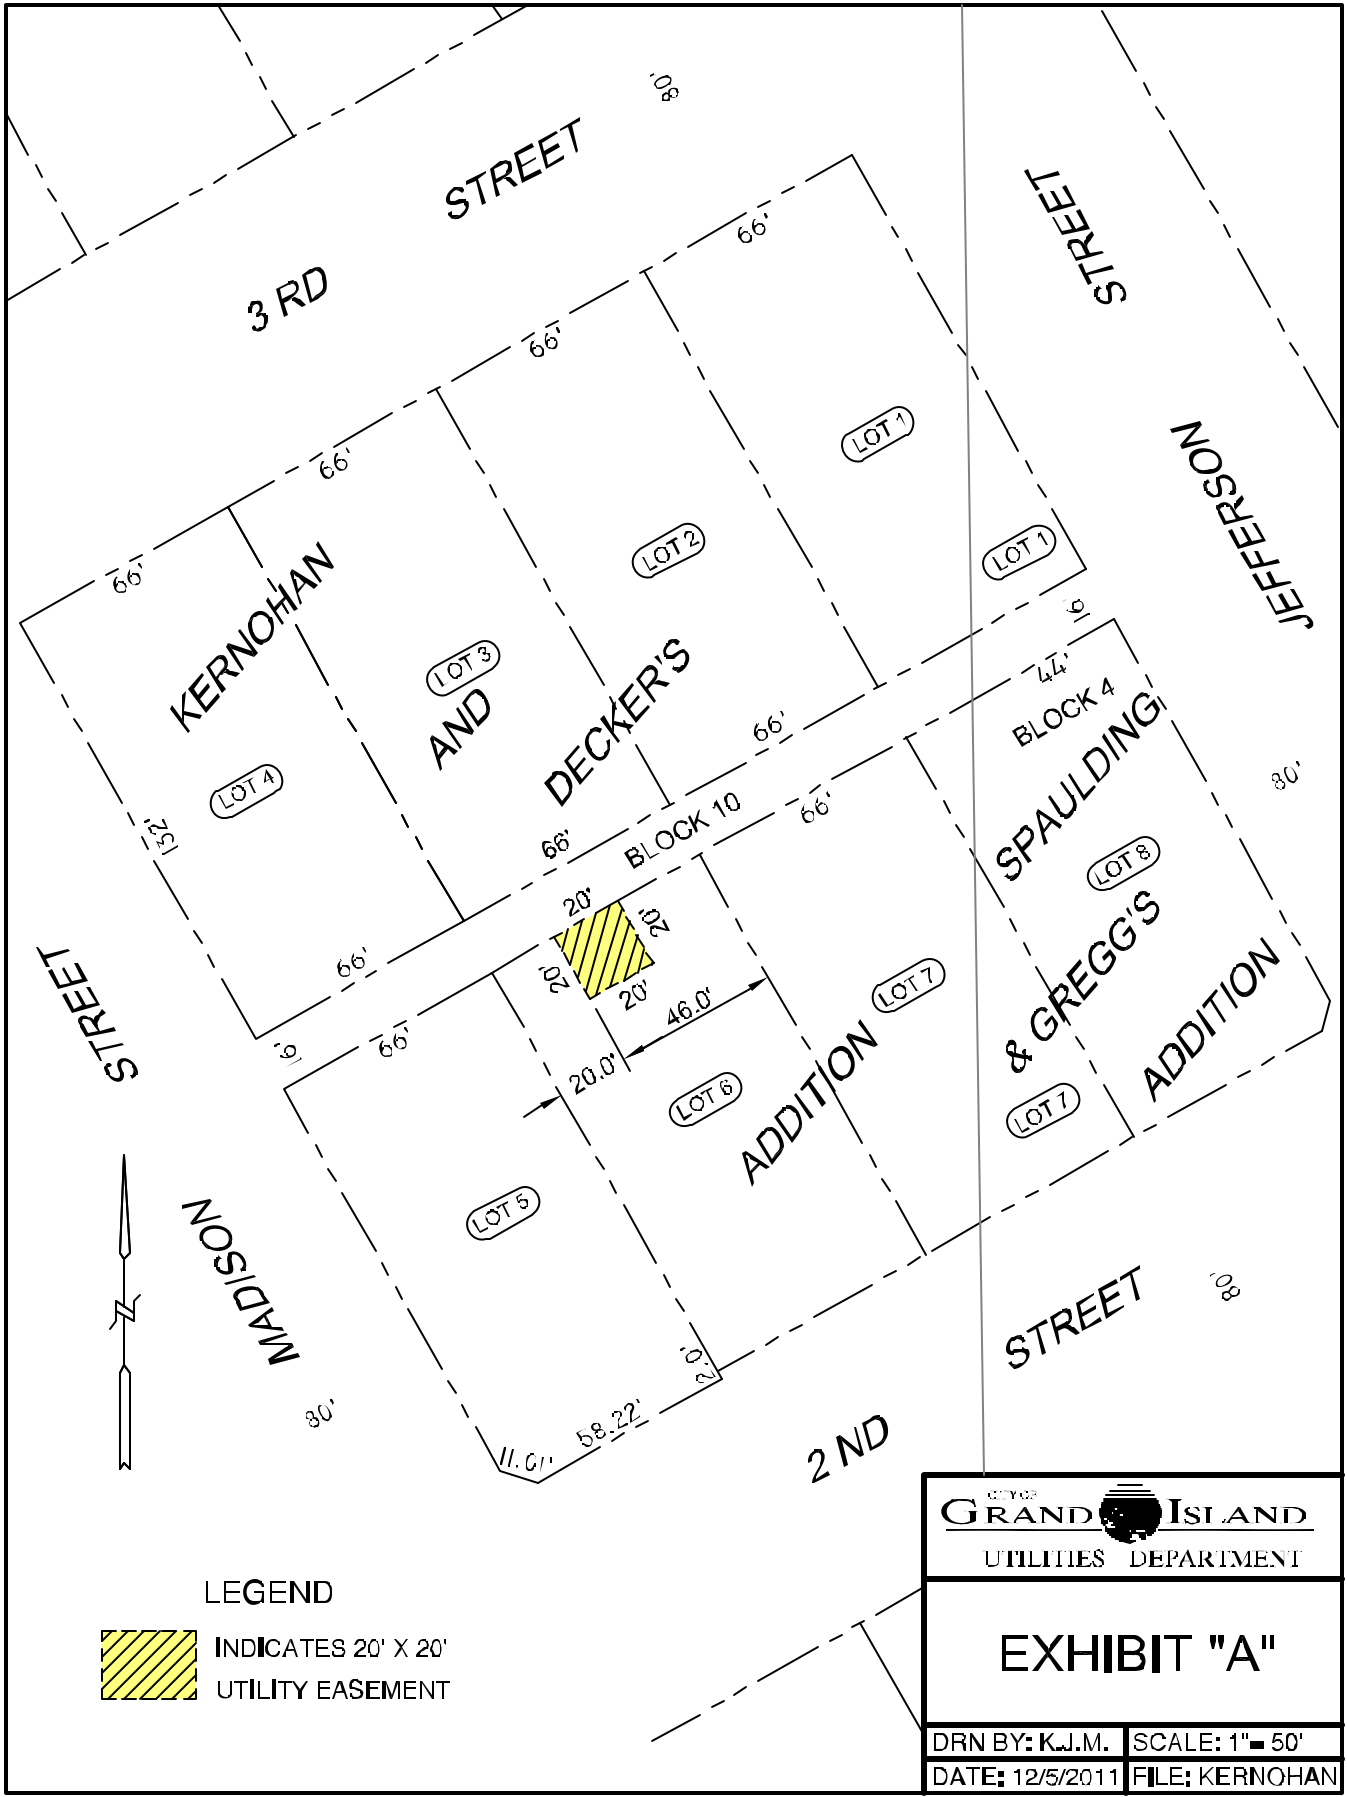 80'
3 RD STREET
STREET
JEFFERSON
66'
66'
66'
66'
LOT 1
LOT 2
LOT 1
LOT 3
LOT 4
KERNOHAN
AND
DECKER'S
ADDITION
132'
16'
44'
BLOCK 4
SPAULDING
& GREGG'S
ADDITION
80'
66'
66'
66'
BLOCK 10
66'
66'
16'
20'
20'
20'
20'
46.0'
20.0'
LOT 8
LOT 7
LOT 7
LOT 6
LOT 5
STREET
MADISON
80'
2.0'
58.22'
2 ND STREET
80'
LEGEND
INDICATES 20' X 20'
UTILITY EASEMENT
CITY OF
GRAND ISLAND
UTILITIES DEPARTMENT
EXHIBIT "A"
DRN BY: K.J.M.
SCALE: 1"= 50'
DATE: 12/5/2011
FILE: KERNOHAN